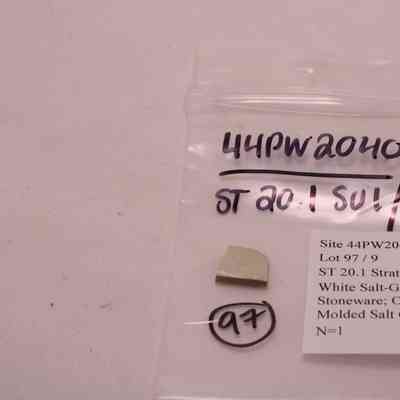 44PW2040
ST 20.1 SU1/
97
Site 44PW20
Lot 97 / 9
ST 20.1 Strat
White Salt-G
Stoneware; C
Molded Salt
N=1